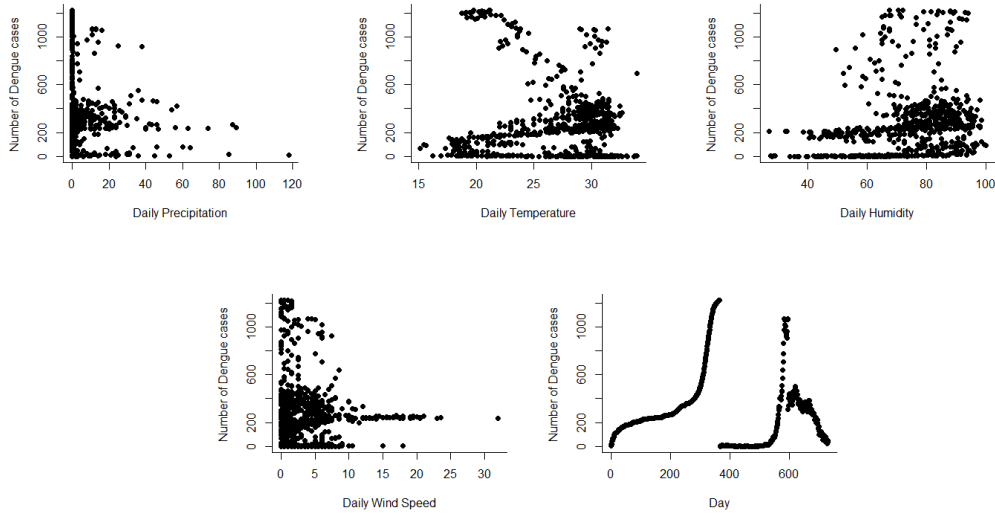 Number of Dengue cases
0 200 600 1000
0 20 40 60 80 100 120
Daily Precipitation
Number of Dengue cases
0 200 600 1000
15 20 25 30
Daily Temperature
Number of Dengue cases
0 200 600 1000
40 60 80 100
Daily Humidity
Number of Dengue cases
0 200 600 1000
0 5 10 15 20 25 30
Daily Wind Speed
Number of Dengue cases
0 200 600 1000
0 200 400 600
Day